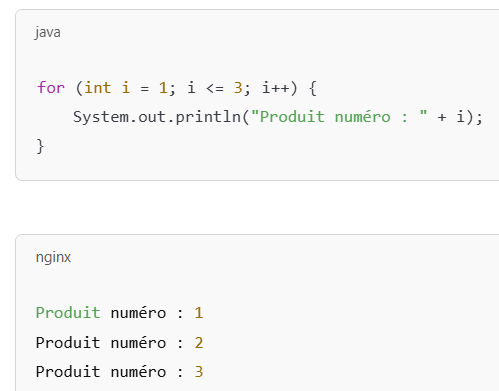 java
for (int i = 1; i <= 3; i++) {
    System.out.println("Produit numéro : " + i);
}
nginx
Produit numéro : 1
Produit numéro : 2
Produit numéro : 3